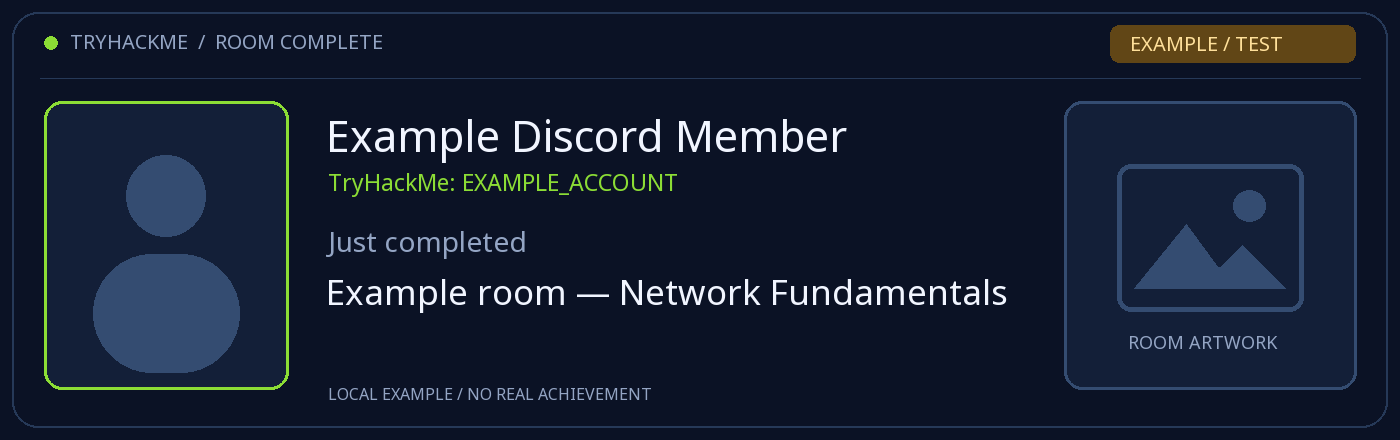 TRYHACKME / ROOM COMPLETE
EXAMPLE / TEST
Example Discord Member
TryHackMe: EXAMPLE_ACCOUNT
Just completed
Example room — Network Fundamentals
ROOM ARTWORK
LOCAL EXAMPLE / NO REAL ACHIEVEMENT